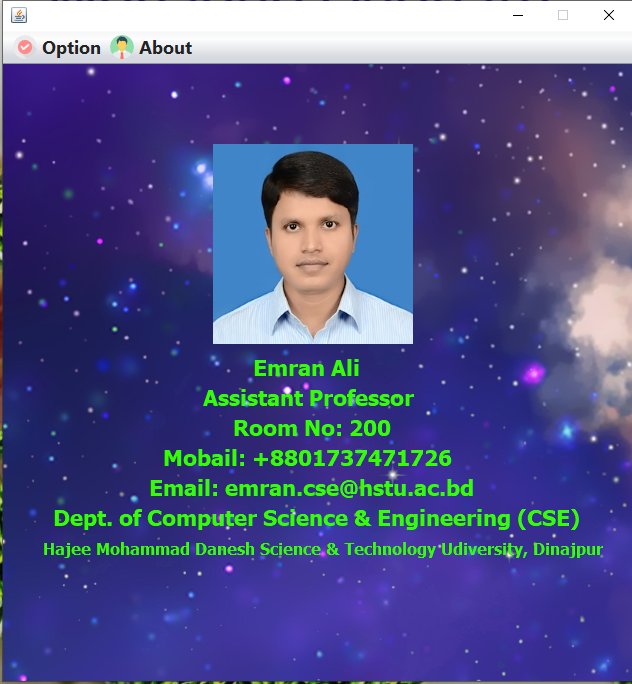 Option About
Emran Ali
Assistant Professor
Room No: 200
Mobail: +8801737471726
Email: emran.cse@hstu.ac.bd
Dept. of Computer Science & Engineering (CSE)
Hajee Mohammad Danesh Science & Technology Udiversity, Dinajpur